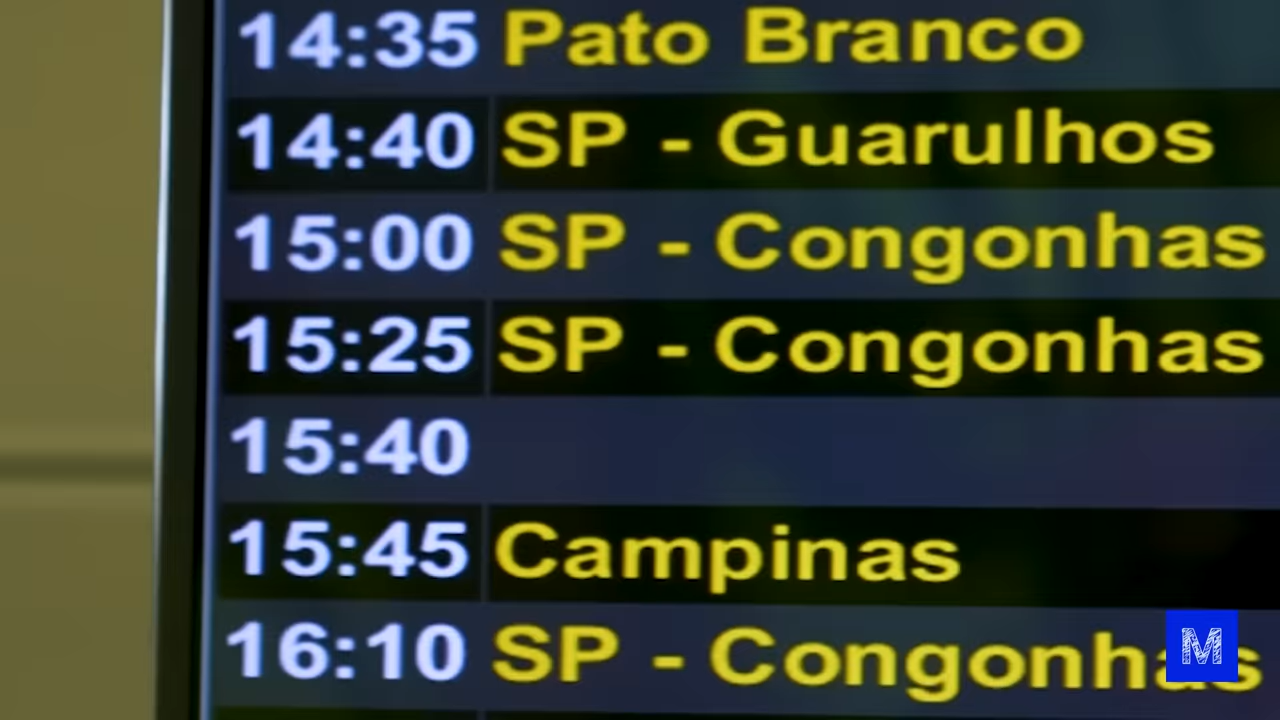 14:35 Pato Branco
14:40 SP - Guarulhos
15:00 SP - Congonhas
15:25 SP - Congonhas
15:40
15:45 Campinas
16:10 SP - Congonhas
M